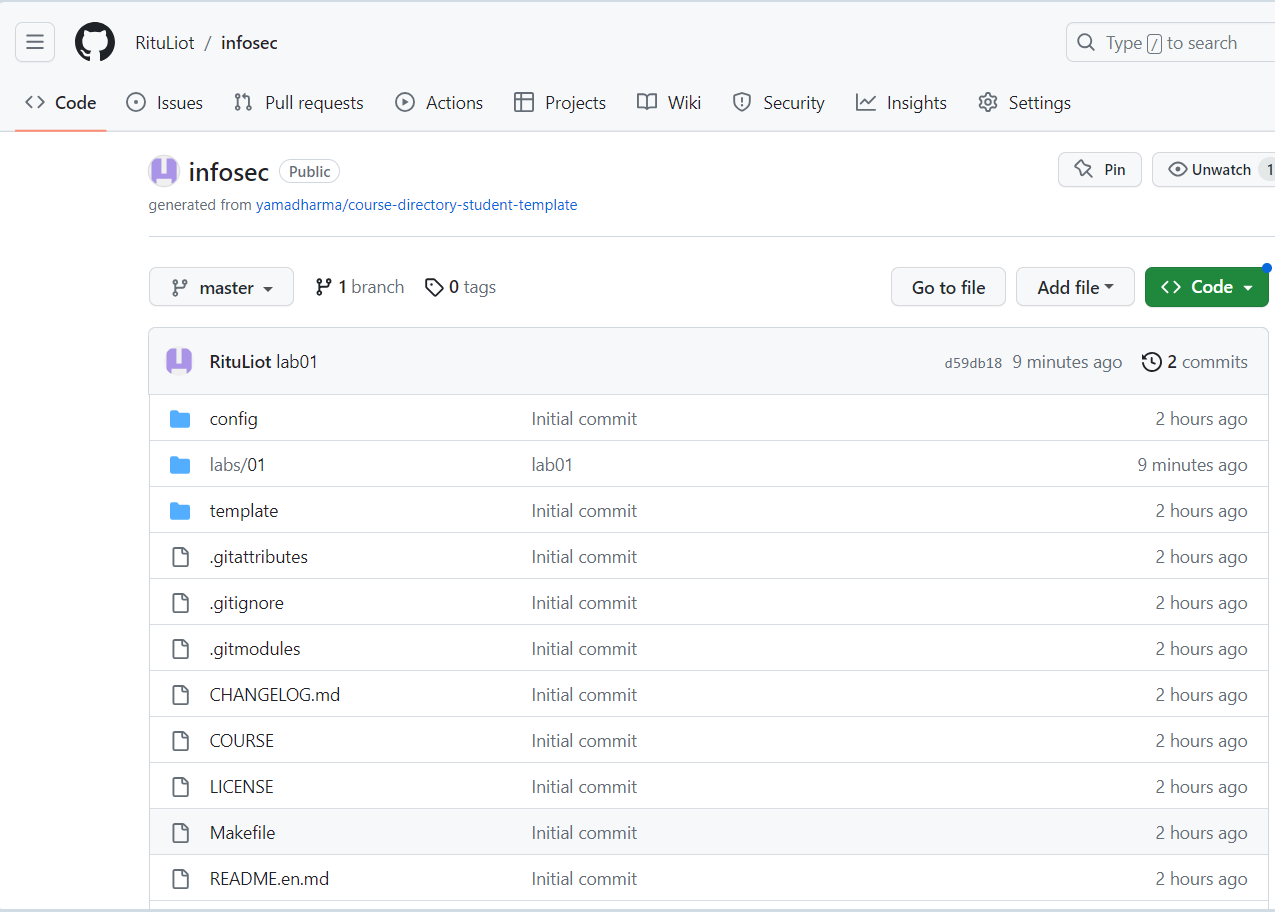 RituLiot / infosec
Type / to search
Code Issues Pull requests Actions Projects Wiki Security Insights Settings
infosec Public
Pin Unwatch 1
generated from yamadharma/course-directory-student-template
master 1 branch 0 tags Go to file Add file Code
RituLiot lab01 d59db18 9 minutes ago 2 commits
config Initial commit 2 hours ago
labs/01 lab01 9 minutes ago
template Initial commit 2 hours ago
.gitattributes Initial commit 2 hours ago
.gitignore Initial commit 2 hours ago
.gitmodules Initial commit 2 hours ago
CHANGELOG.md Initial commit 2 hours ago
COURSE Initial commit 2 hours ago
LICENSE Initial commit 2 hours ago
Makefile Initial commit 2 hours ago
README.en.md Initial commit 2 hours ago